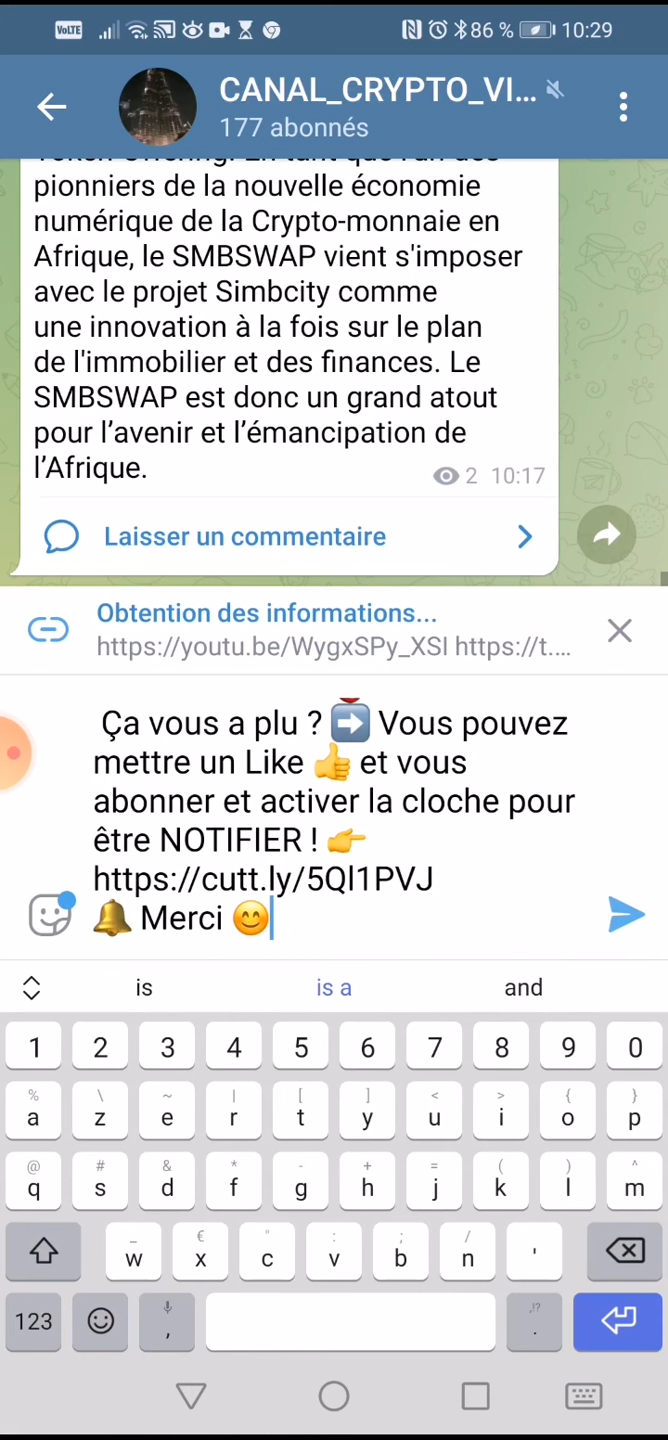 VoLTE 86 % 10:29
CANAL_CRYPTO_VI...
177 abonnés
pionniers de la nouvelle économie
numérique de la Crypto-monnaie en
Afrique, le SMBSWAP vient s'imposer
avec le projet Simbcity comme
une innovation à la fois sur le plan
de l'immobilier et des finances. Le
SMBSWAP est donc un grand atout
pour l’avenir et l’émancipation de
l’Afrique.
2 10:17
Laisser un commentaire
Obtention des informations...
https://youtu.be/WygxSPy_XSI https://t....
Ça vous a plu ? ➡️ Vous pouvez
mettre un Like 👍 et vous
abonner et activer la cloche pour
être NOTIFIER ! 👉
https://cutt.ly/5Ql1PVJ
🔔 Merci 😊
is is a and
1 2 3 4 5 6 7 8 9 0
% \ ~ | [ ] < > { }
a z e r t y u i o p
@ # & * - + = ( ) ^
q s d f g h j k l m
_ € " : ; /
w x c v b n '
,!?
123 , .